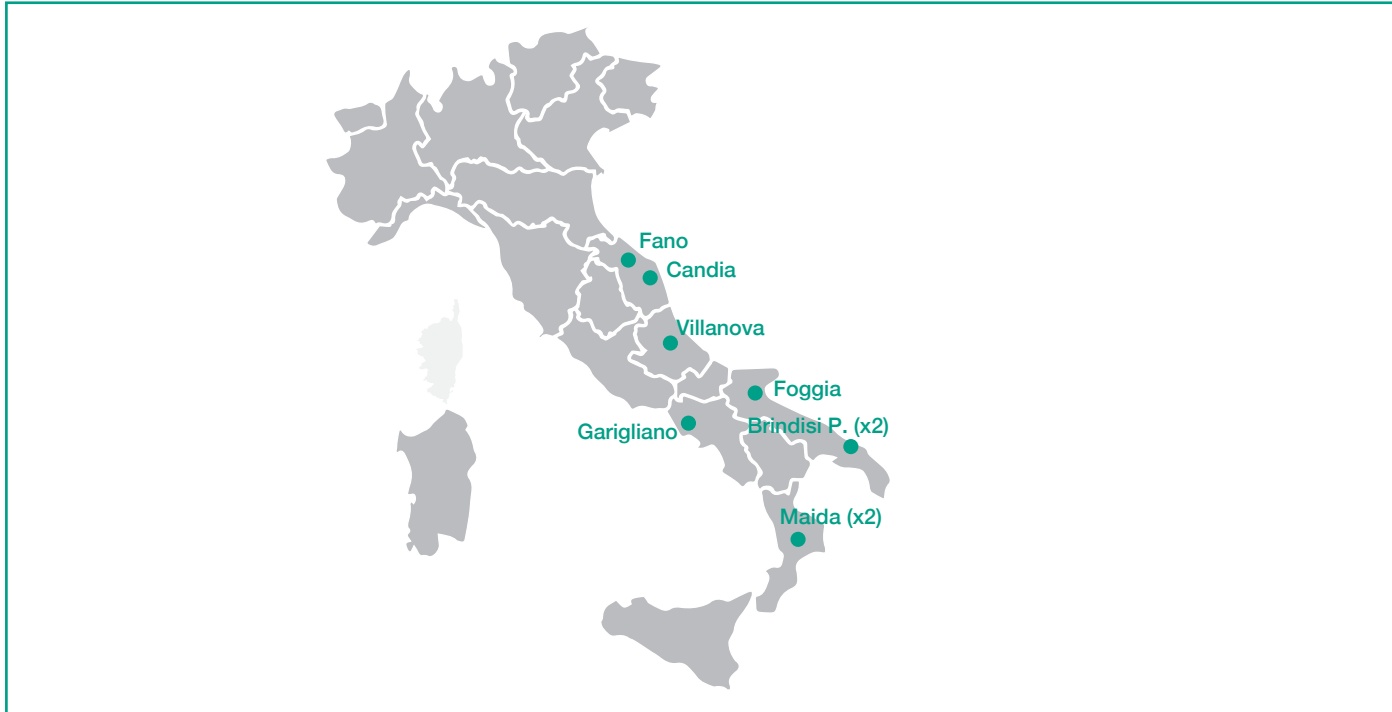 Fano
Candia
Villanova
Foggia
Garigliano
Brindisi P. (x2)
Maida (x2)